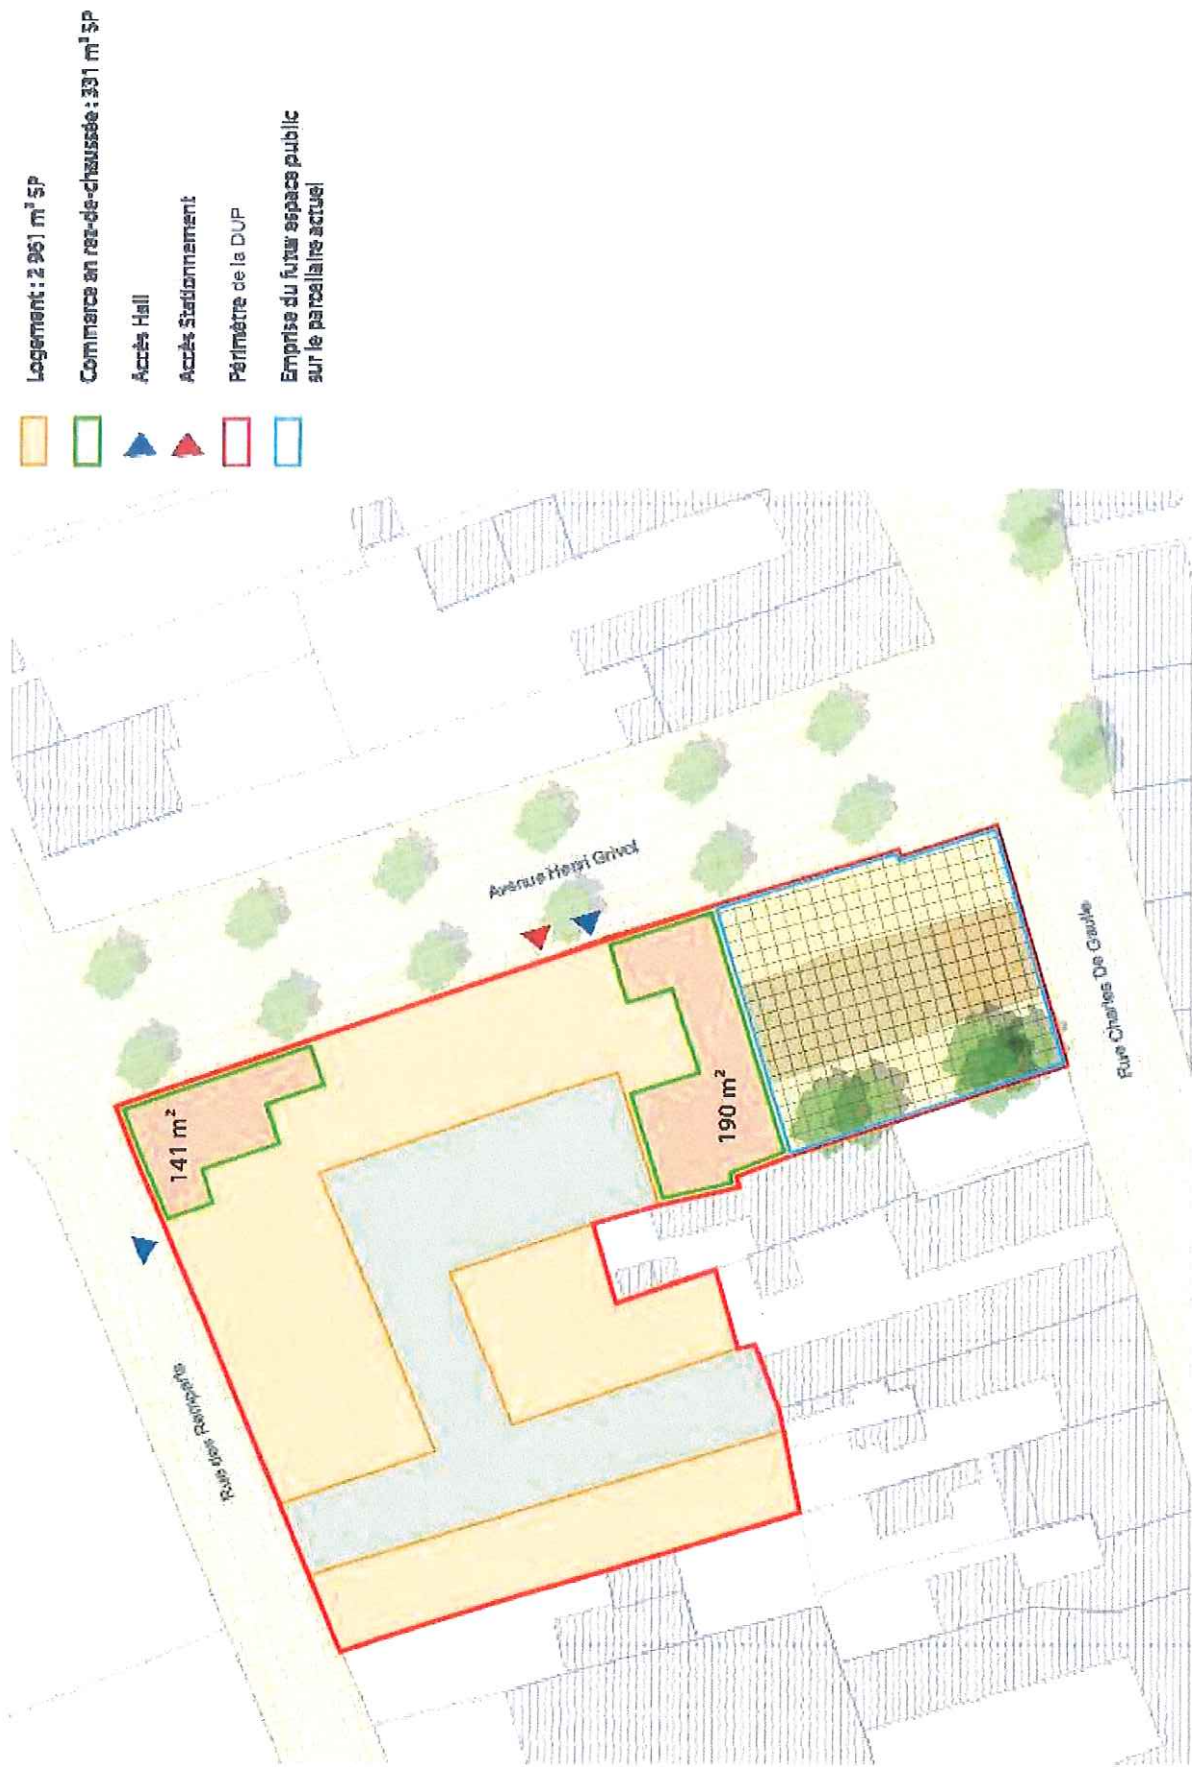 Logement : 2 961 m² SP
Commerce en rez-de-chaussée : 331 m² SP
Accès Hall
Accès Stationnement
Périmètre de la DUP
Emprise du futur espace public
sur le parcellaire actuel
Avenue Henri Grivot
141 m²
190 m²
Rue des Remparts
Rue Charles De Gaulle